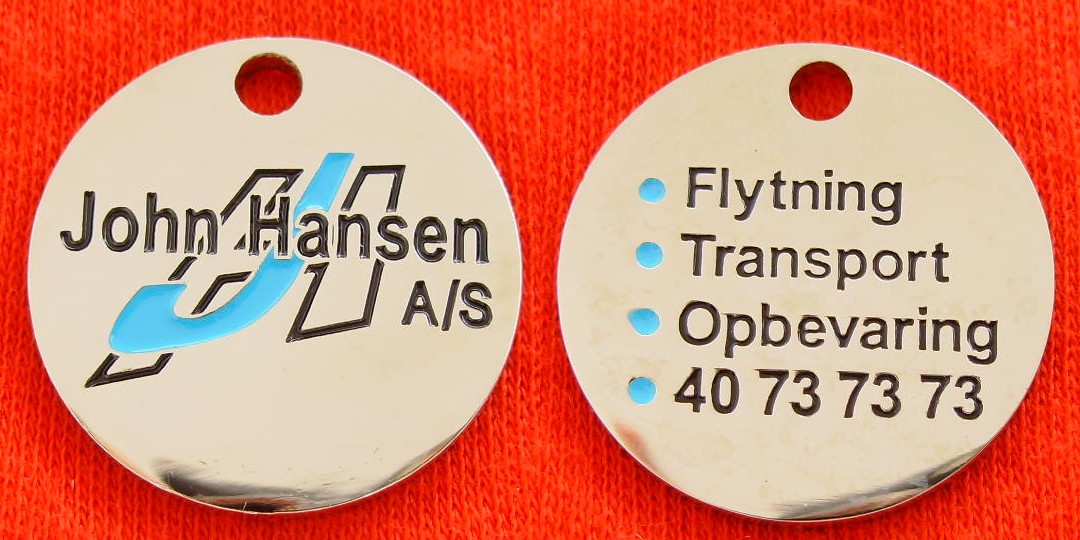 John Hansen
A/S
Flytning
Transport
Opbevaring
40 73 73 73